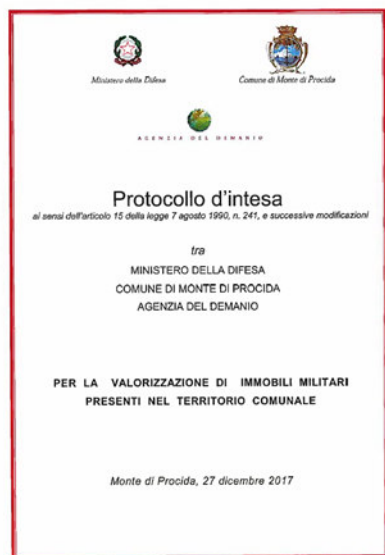 Ministero della Difesa
Comune di Monte di Procida
AGENZIA DEL DEMANIO
Protocollo d'intesa
ai sensi dell'articolo 15 della legge 7 agosto 1990, n. 241, e successive modificazioni
tra
MINISTERO DELLA DIFESA
COMUNE DI MONTE DI PROCIDA
AGENZIA DEL DEMANIO
PER LA VALORIZZAZIONE DI IMMOBILI MILITARI
PRESENTI NEL TERRITORIO COMUNALE
Monte di Procida, 27 dicembre 2017